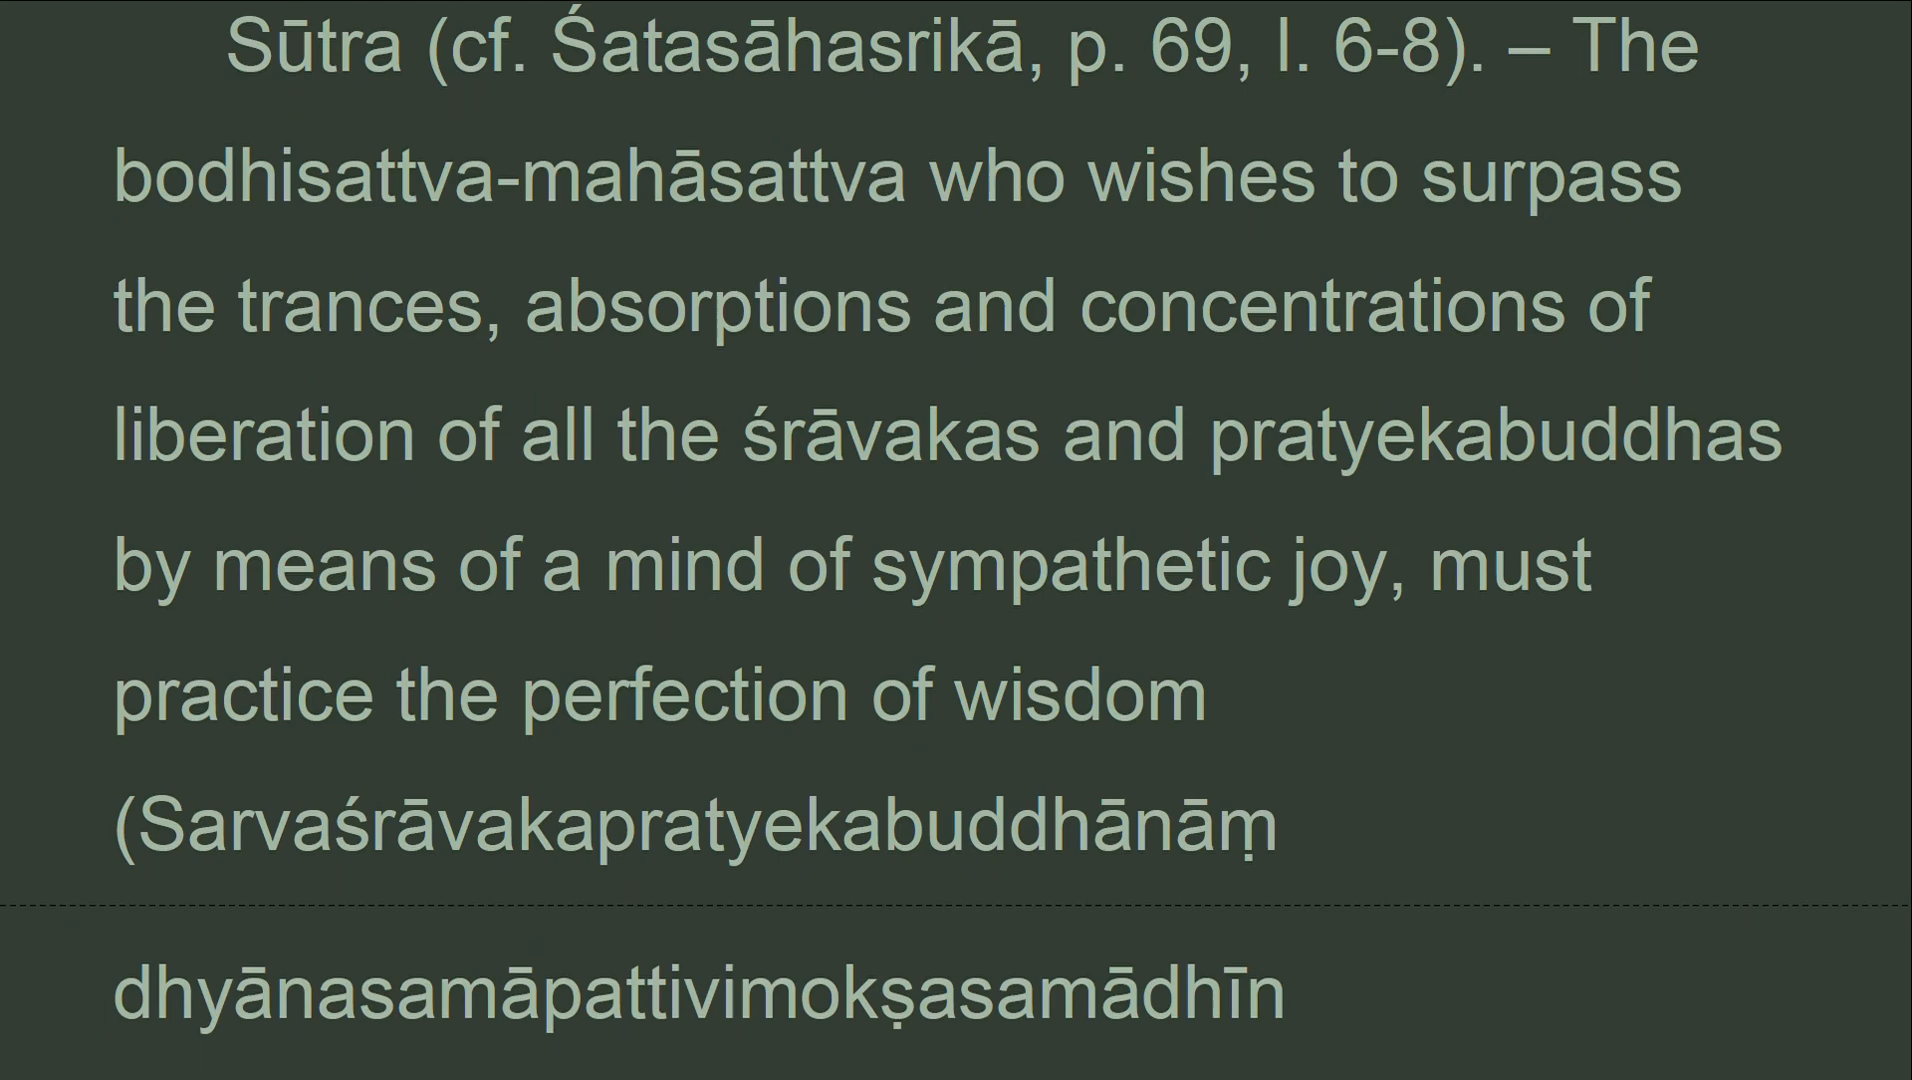 Sūtra (cf. Śatasāhasrikā, p. 69, l. 6-8). – The
bodhisattva-mahāsattva who wishes to surpass
the trances, absorptions and concentrations of
liberation of all the śrāvakas and pratyekabuddhas
by means of a mind of sympathetic joy, must
practice the perfection of wisdom
(Sarvaśrāvakapratyekabuddhānāṃ
dhyānasamāpattivimokṣasamādhīn